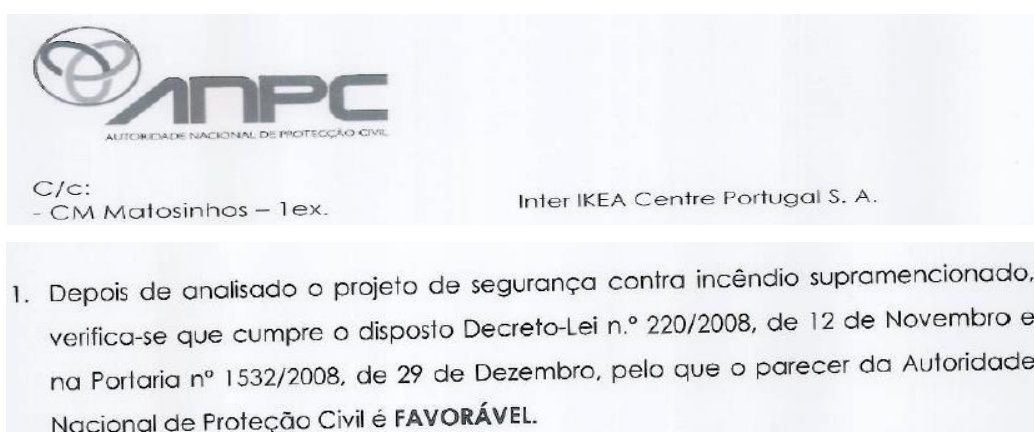 ANPC
AUTORIDADE NACIONAL DE PROTECÇÃO CIVIL
C/c:
- CM Matosinhos – 1ex.
Inter IKEA Centre Portugal S. A.
1. Depois de analisado o projeto de segurança contra incêndio supramencionado,
verifica-se que cumpre o disposto Decreto-Lei n.º 220/2008, de 12 de Novembro e
na Portaria nº 1532/2008, de 29 de Dezembro, pelo que o parecer da Autoridade
Nacional de Proteção Civil é FAVORÁVEL.